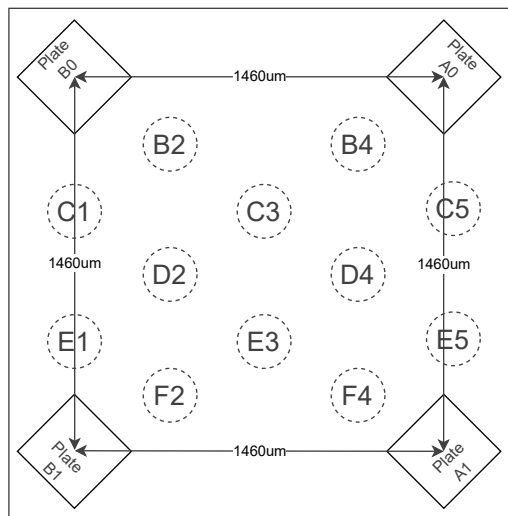 Plate
B0
1460um
Plate
A0
B2
B4
C1
C3
C5
1460um
1460um
D2
D4
E1
E3
E5
F2
F4
Plate
B1
1460um
Plate
A1